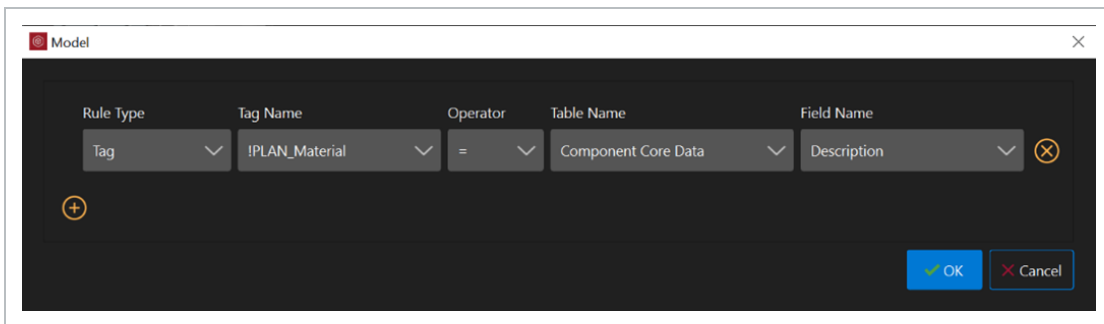 Model
Rule Type Tag Name Operator Table Name Field Name
Tag !PLAN_Material = Component Core Data Description
OK Cancel